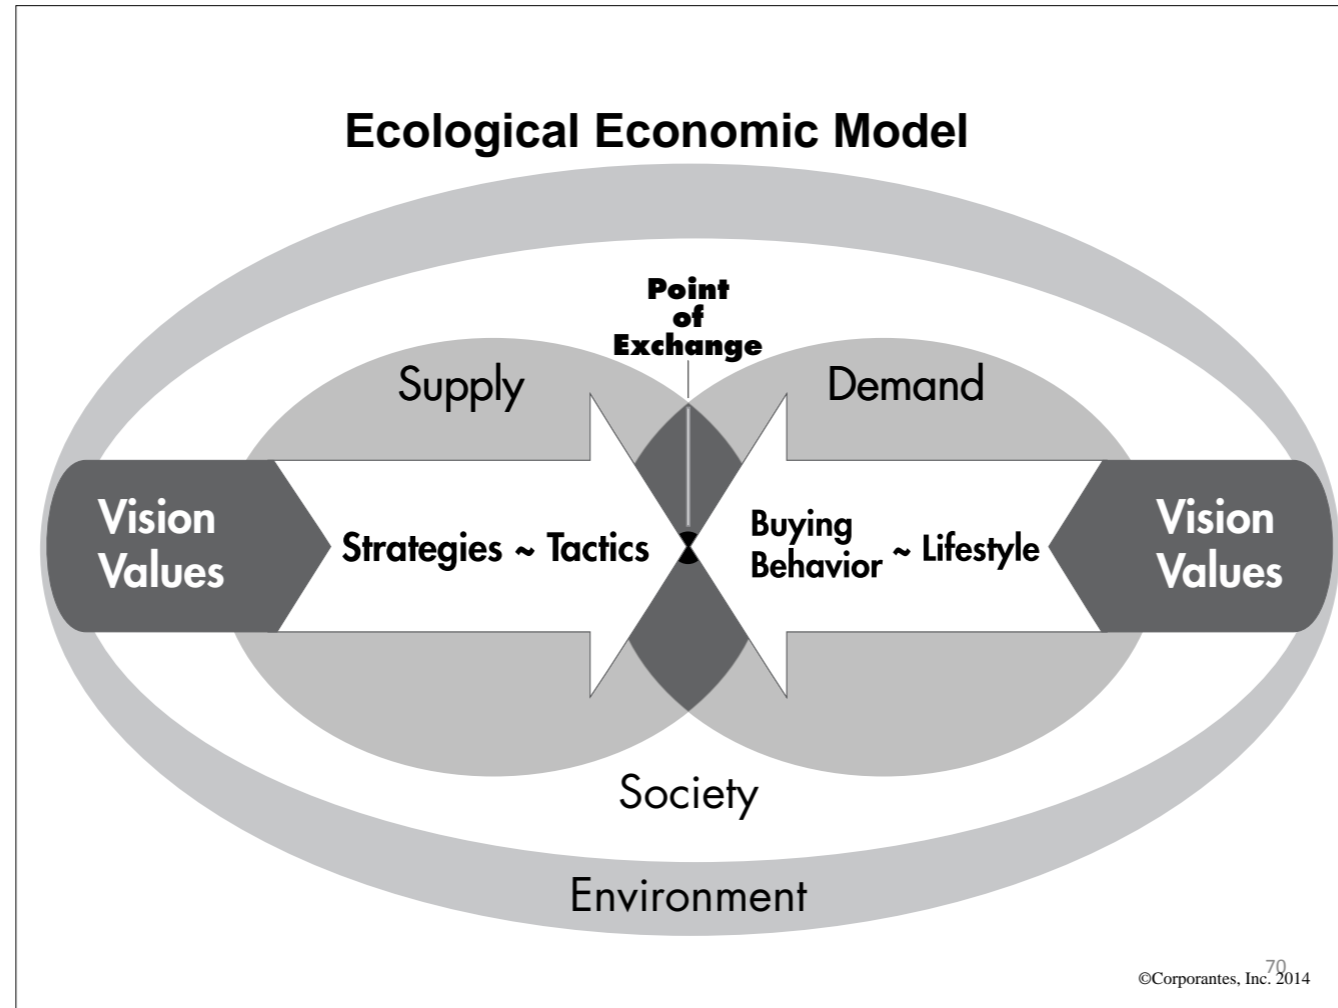 Ecological Economic Model
Point
of
Exchange
Supply
Demand
Vision
Values
Strategies ~ Tactics
Buying
Behavior ~ Lifestyle
Vision
Values
Society
Environment
70
©Corporantes, Inc. 2014